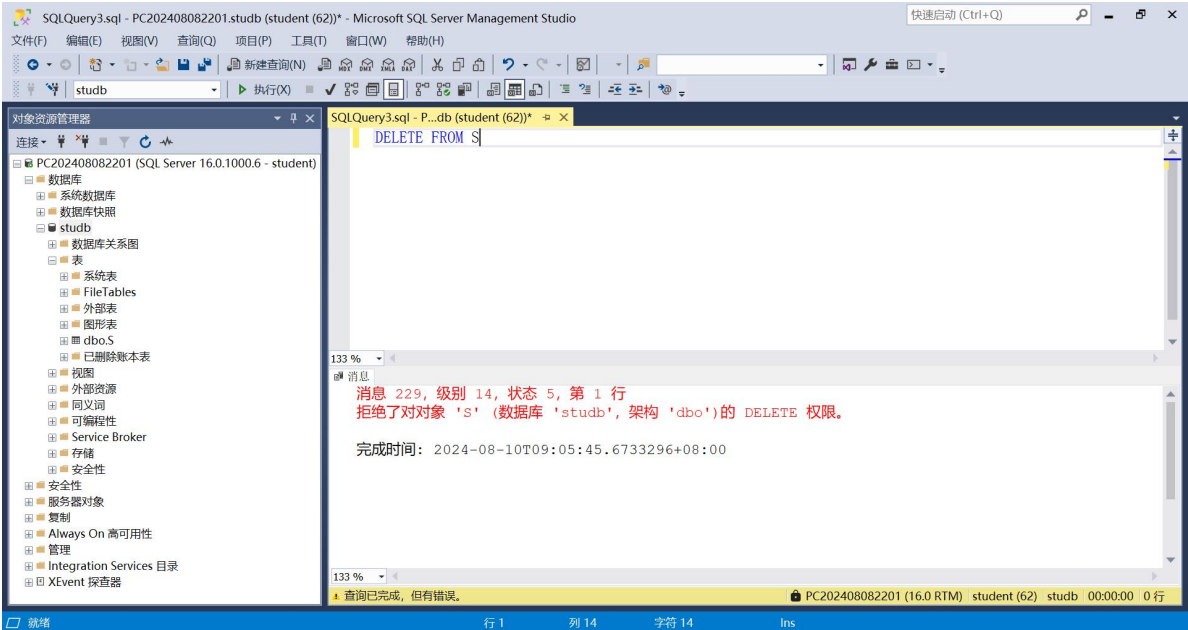 SQLQuery3.sql - PC202408082201.studb (student (62))* - Microsoft SQL Server Management Studio
快速启动 (Ctrl+Q)
文件(F) 编辑(E) 视图(V) 查询(Q) 项目(P) 工具(T) 窗口(W) 帮助(H)
新建查询(N) MDX DMX XMLA DAX
studb 执行(X)
对象资源管理器
SQLQuery3.sql - P...db (student (62))*
连接
DELETE FROM S
PC202408082201 (SQL Server 16.0.1000.6 - student)
数据库
系统数据库
数据库快照
studb
数据库关系图
表
系统表
FileTables
外部表
图形表
dbo.S
已删除账本表
视图
外部资源
同义词
可编程性
Service Broker
存储
安全性
安全性
服务器对象
复制
Always On 高可用性
管理
Integration Services 目录
XEvent 探查器
133 %
消息
消息 229, 级别 14, 状态 5, 第 1 行
拒绝了对对象 'S' (数据库 'studb', 架构 'dbo')的 DELETE 权限。
完成时间: 2024-08-10T09:05:45.6733296+08:00
133 %
查询已完成，但有错误。
PC202408082201 (16.0 RTM) student (62) studb 00:00:00 0 行
就绪 行 1 列 14 字符 14 Ins